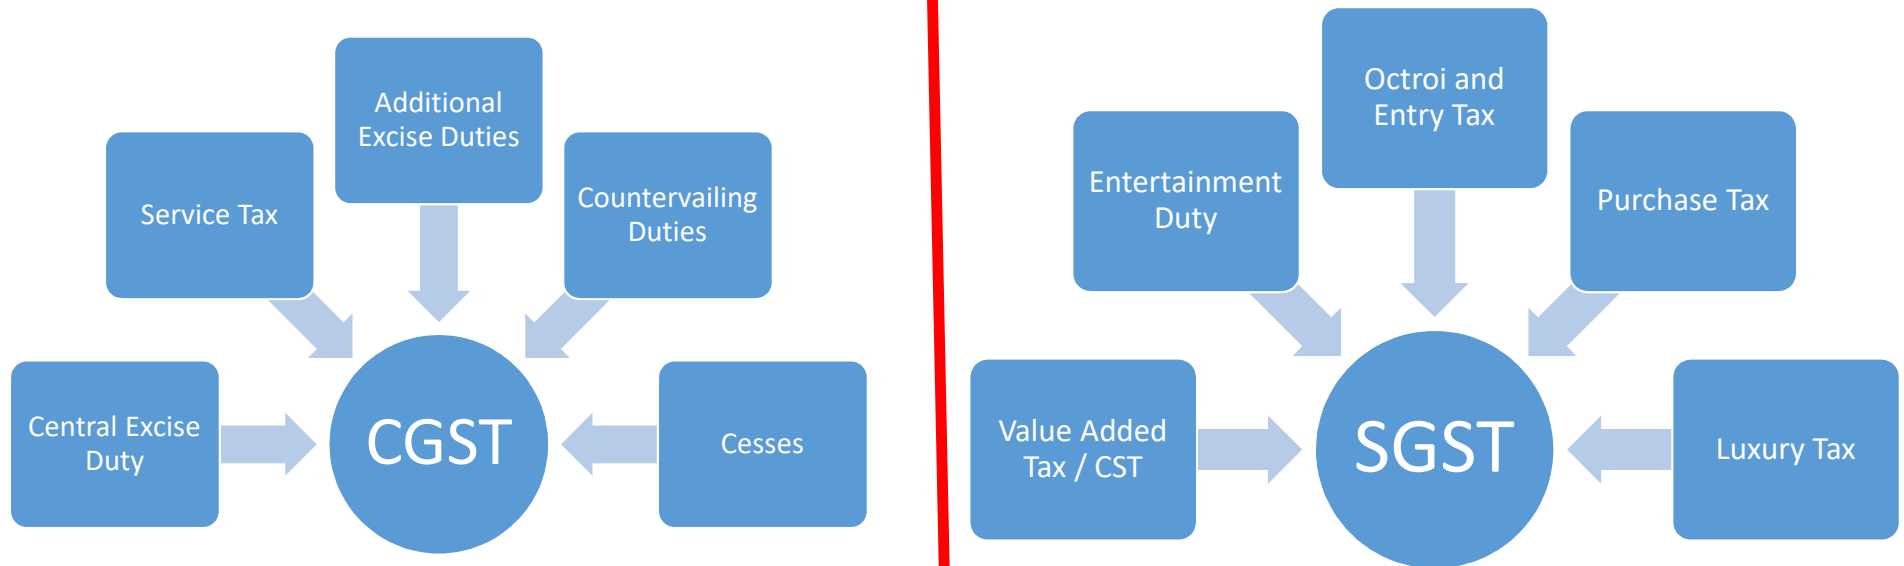 Additional
Excise Duties
Service Tax
Countervailing
Duties
Central Excise
Duty
CGST
Cesses
Octroi and
Entry Tax
Entertainment
Duty
Purchase Tax
Value Added
Tax / CST
SGST
Luxury Tax